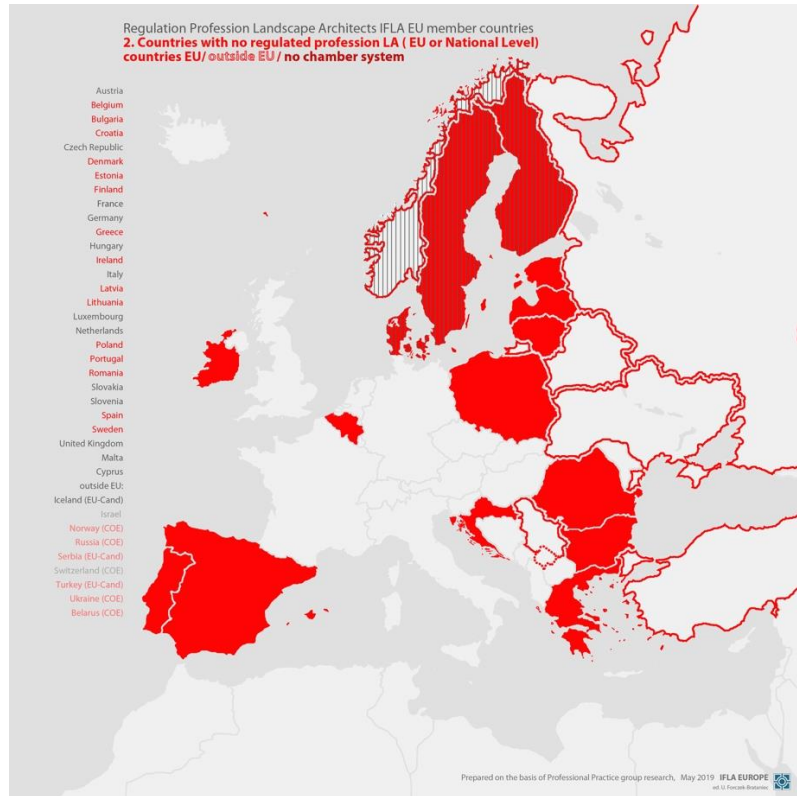 Regulation Profession Landscape Architects IFLA EU member countries
2. Countries with no regulated profession LA ( EU or National Level)
countries EU/ outside EU / no chamber system
Austria
Belgium
Bulgaria
Croatia
Czech Republic
Denmark
Estonia
Finland
France
Germany
Greece
Hungary
Ireland
Italy
Latvia
Lithuania
Luxembourg
Netherlands
Poland
Portugal
Romania
Slovakia
Slovenia
Spain
Sweden
United Kingdom
Malta
Cyprus
outside EU:
Iceland (EU-Cand)
Israel
Norway (COE)
Russia (COE)
Serbia (EU-Cand)
Switzerland (COE)
Turkey (EU-Cand)
Ukraine (COE)
Belarus (COE)
Prepared on the basis of Professional Practice group research, May 2019 IFLA EUROPE